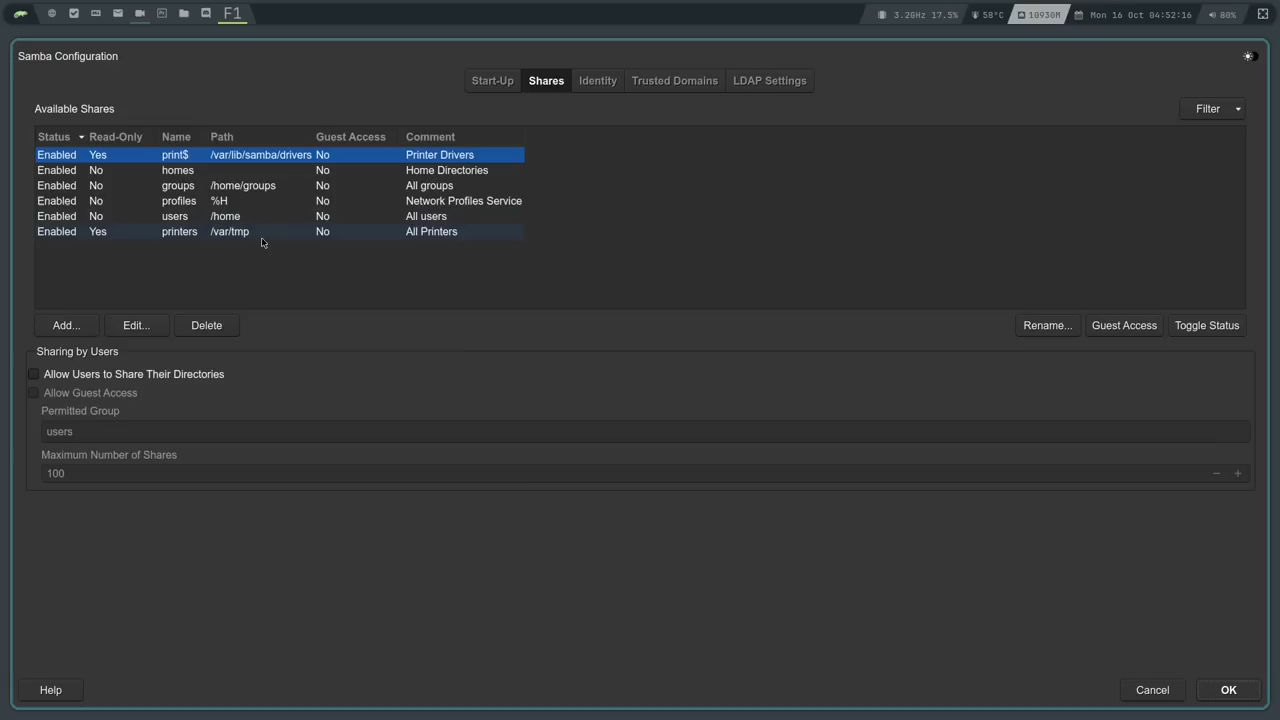 F1 3.2GHz 17.5% 58°C 10930M Mon 16 Oct 04:52:16 80%
Samba Configuration
Start-Up Shares Identity Trusted Domains LDAP Settings
Available Shares Filter
Status Read-Only Name Path Guest Access Comment
Enabled Yes print$ /var/lib/samba/drivers No Printer Drivers
Enabled No homes No Home Directories
Enabled No groups /home/groups No All groups
Enabled No profiles %H No Network Profiles Service
Enabled No users /home No All users
Enabled Yes printers /var/tmp No All Printers
Add... Edit... Delete Rename... Guest Access Toggle Status
Sharing by Users
Allow Users to Share Their Directories
Allow Guest Access
Permitted Group
users
Maximum Number of Shares
100
Help Cancel OK